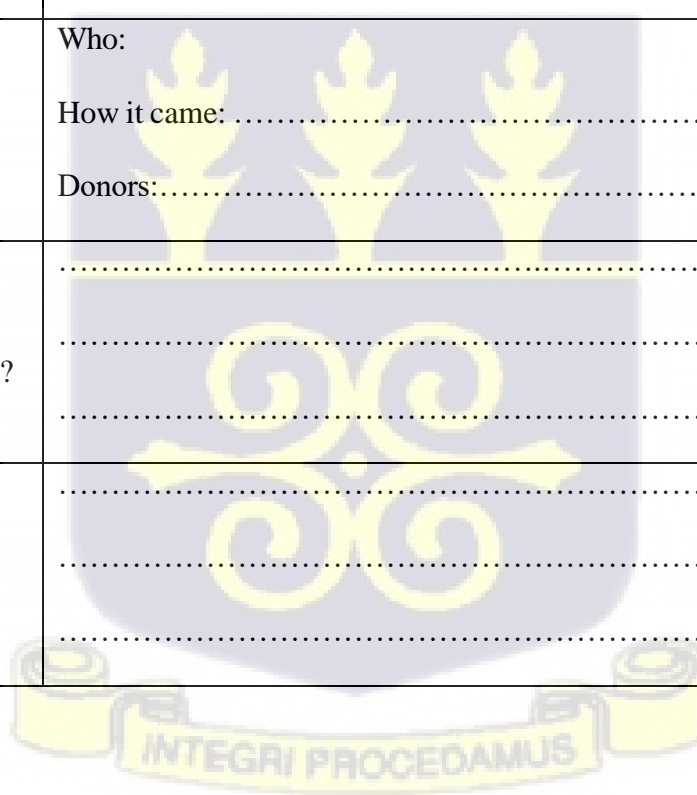 Who:
How it came: ……………………………………
Donors:……………………………………………
………………………………………..……………
………………………………………………………
?
………………………………………………………
………………………………………………………
………………………………………………………
………………………………………………………
INTEGRI PROCEDAMUS